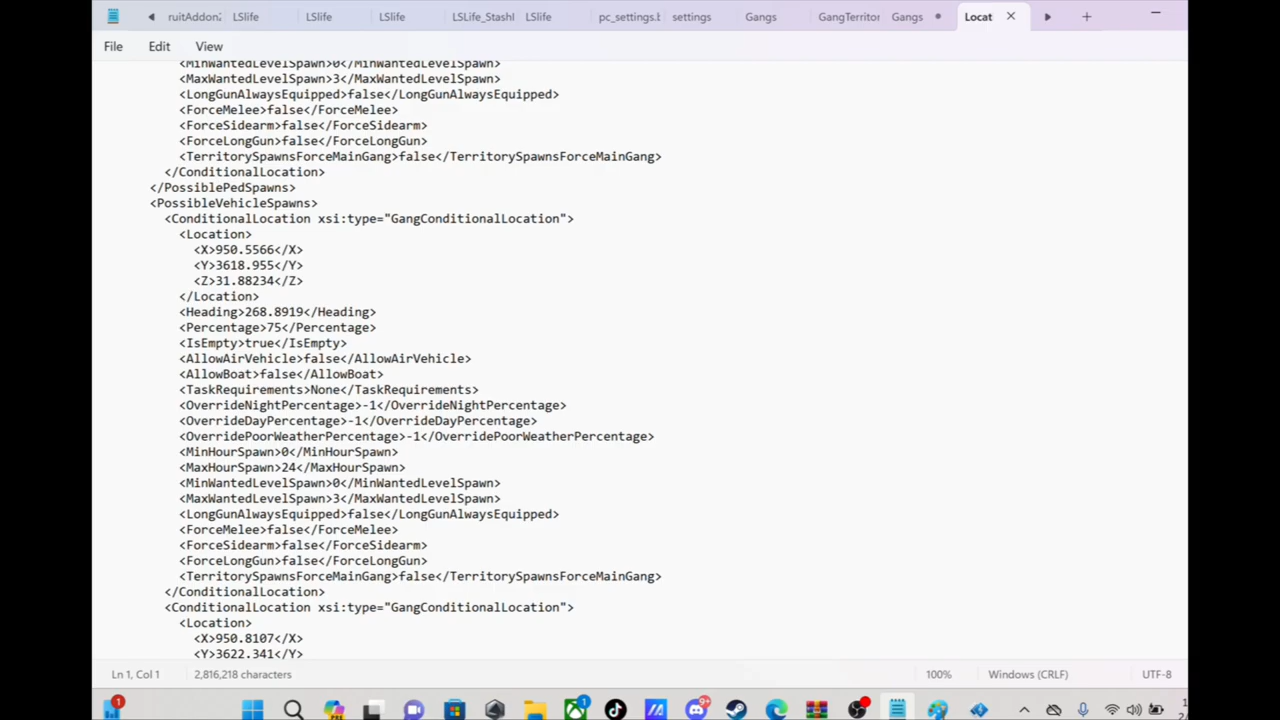 ruitAddon2 LSlife LSlife LSlife LSLife_Stashl LSlife pc_settings.b settings Gangs GangTerritor Gangs Locat
File Edit View
<MinWantedLevelSpawn>0</MinWantedLevelSpawn>
<MaxWantedLevelSpawn>3</MaxWantedLevelSpawn>
<LongGunAlwaysEquipped>false</LongGunAlwaysEquipped>
<ForceMelee>false</ForceMelee>
<ForceSidearm>false</ForceSidearm>
<ForceLongGun>false</ForceLongGun>
<TerritorySpawnsForceMainGang>false</TerritorySpawnsForceMainGang>
</ConditionalLocation>
</PossiblePedSpawns>
<PossibleVehicleSpawns>
<ConditionalLocation xsi:type="GangConditionalLocation">
<Location>
<X>950.5566</X>
<Y>3618.955</Y>
<Z>31.88234</Z>
</Location>
<Heading>268.8919</Heading>
<Percentage>75</Percentage>
<IsEmpty>true</IsEmpty>
<AllowAirVehicle>false</AllowAirVehicle>
<AllowBoat>false</AllowBoat>
<TaskRequirements>None</TaskRequirements>
<OverrideNightPercentage>-1</OverrideNightPercentage>
<OverrideDayPercentage>-1</OverrideDayPercentage>
<OverridePoorWeatherPercentage>-1</OverridePoorWeatherPercentage>
<MinHourSpawn>0</MinHourSpawn>
<MaxHourSpawn>24</MaxHourSpawn>
<MinWantedLevelSpawn>0</MinWantedLevelSpawn>
<MaxWantedLevelSpawn>3</MaxWantedLevelSpawn>
<LongGunAlwaysEquipped>false</LongGunAlwaysEquipped>
<ForceMelee>false</ForceMelee>
<ForceSidearm>false</ForceSidearm>
<ForceLongGun>false</ForceLongGun>
<TerritorySpawnsForceMainGang>false</TerritorySpawnsForceMainGang>
</ConditionalLocation>
<ConditionalLocation xsi:type="GangConditionalLocation">
<Location>
<X>950.8107</X>
<Y>3622.341</Y>
Ln 1, Col 1 2,816,218 characters 100% Windows (CRLF) UTF-8
1 1 9+